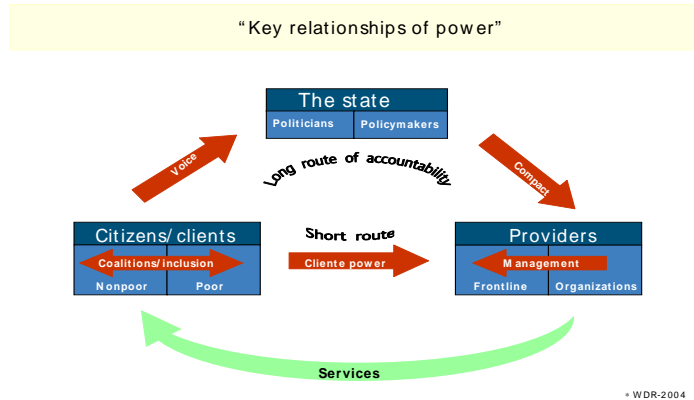 “Key relationships of power”
The state
Politicians Policymakers
Voice
Long route of accountability
Compact
Citizens/clients
Coalitions/inclusion
Nonpoor Poor
Short route
Cliente power
Providers
Management
Frontline Organizations
Services
* WDR-2004